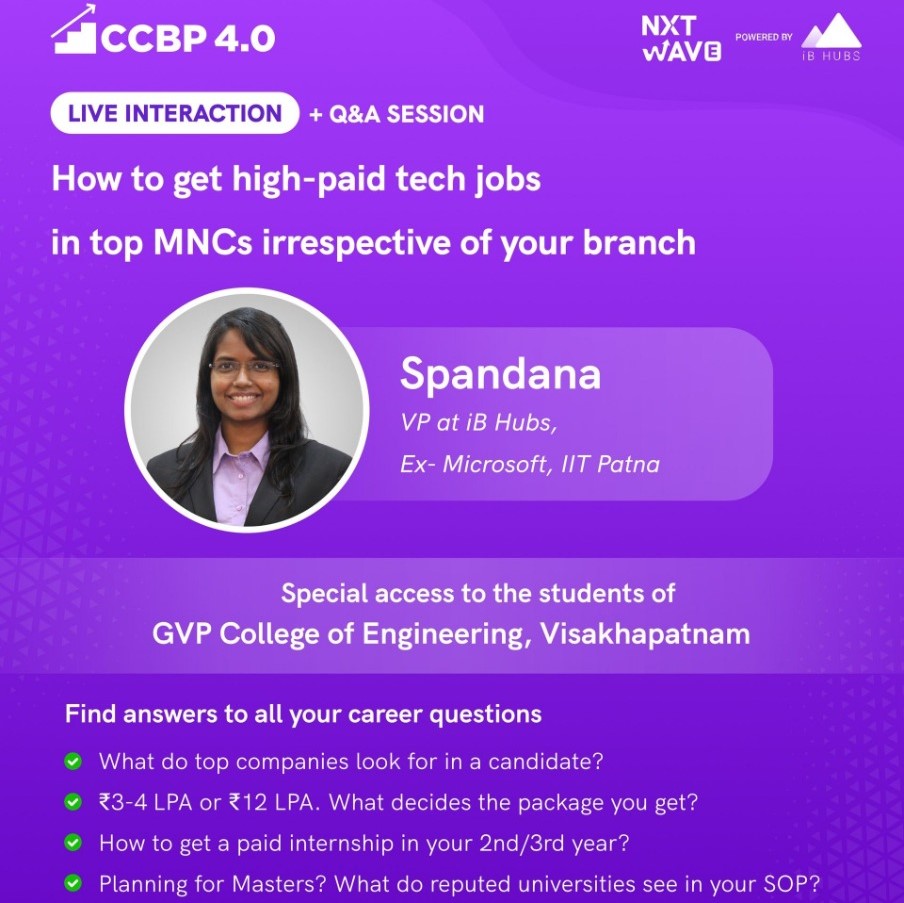 CCBP 4.0
NXT
WAVE
POWERED BY
iB HUBS
LIVE INTERACTION + Q&A SESSION
How to get high-paid tech jobs
in top MNCs irrespective of your branch
Spandana
VP at iB Hubs,
Ex- Microsoft, IIT Patna
Special access to the students of
GVP College of Engineering, Visakhapatnam
Find answers to all your career questions
What do top companies look for in a candidate?
₹3-4 LPA or ₹12 LPA. What decides the package you get?
How to get a paid internship in your 2nd/3rd year?
Planning for Masters? What do reputed universities see in your SOP?